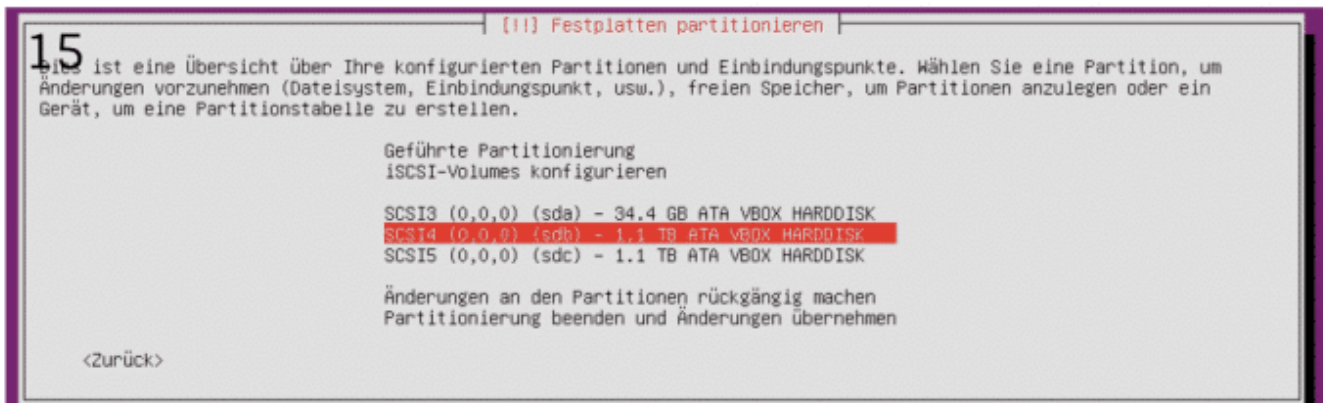 [!!] Festplatten partitionieren
15
Dies ist eine Übersicht über Ihre konfigurierten Partitionen und Einbindungspunkte. Wählen Sie eine Partition, um
Änderungen vorzunehmen (Dateisystem, Einbindungspunkt, usw.), freien Speicher, um Partitionen anzulegen oder ein
Gerät, um eine Partitionstabelle zu erstellen.
Geführte Partitionierung
iSCSI-Volumes konfigurieren
SCSI3 (0,0,0) (sda) - 34.4 GB ATA VBOX HARDDISK
SCSI4 (0,0,0) (sdb) - 1.1 TB ATA VBOX HARDDISK
SCSI5 (0,0,0) (sdc) - 1.1 TB ATA VBOX HARDDISK
Änderungen an den Partitionen rückgängig machen
Partitionierung beenden und Änderungen übernehmen
<Zurück>